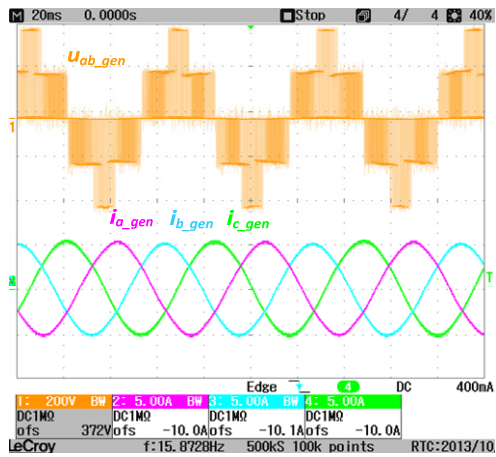 M 20ms 0.0000s Stop 4/ 4 40%
u_ab_gen
1
i_a_gen i_b_gen i_c_gen
T
Edge 4 DC 400mA
1: 200V BW 2: 5.00A BW 3: 5.00A BW 4: 5.00A
DC1MΩ DC1MΩ DC1MΩ DC1MΩ
ofs 372V ofs -10.0A ofs -10.1A ofs -10.0A
LeCroy f:15.8728Hz 500kS 100k points RTC:2013/10